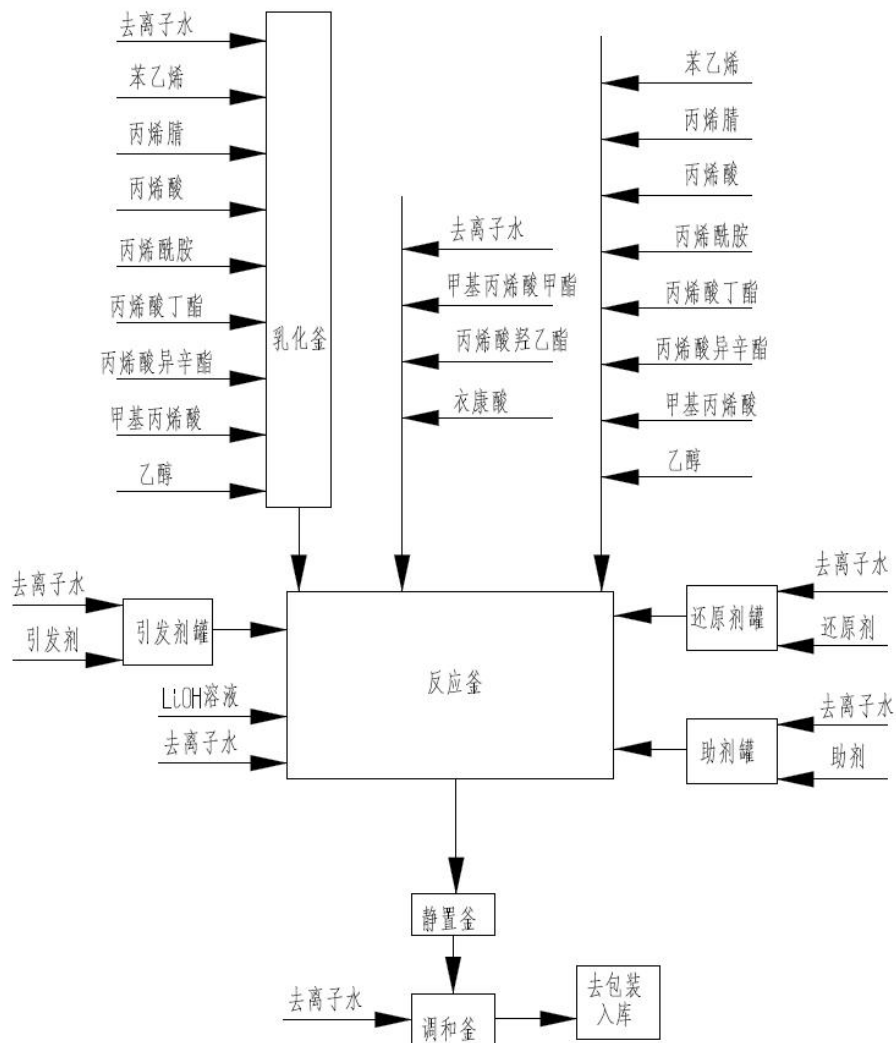 去离子水
苯乙烯
丙烯腈
丙烯酸
丙烯酰胺
丙烯酸丁酯
丙烯酸异辛酯
甲基丙烯酸
乙醇
乳化釜
去离子水
甲基丙烯酸甲酯
丙烯酸羟乙酯
衣康酸
苯乙烯
丙烯腈
丙烯酸
丙烯酰胺
丙烯酸丁酯
丙烯酸异辛酯
甲基丙烯酸
乙醇
去离子水
引发剂
引发剂罐
LiOH溶液
去离子水
反应釜
还原剂罐
去离子水
还原剂
助剂罐
去离子水
助剂
静置釜
去离子水
调和釜
去包装
入库